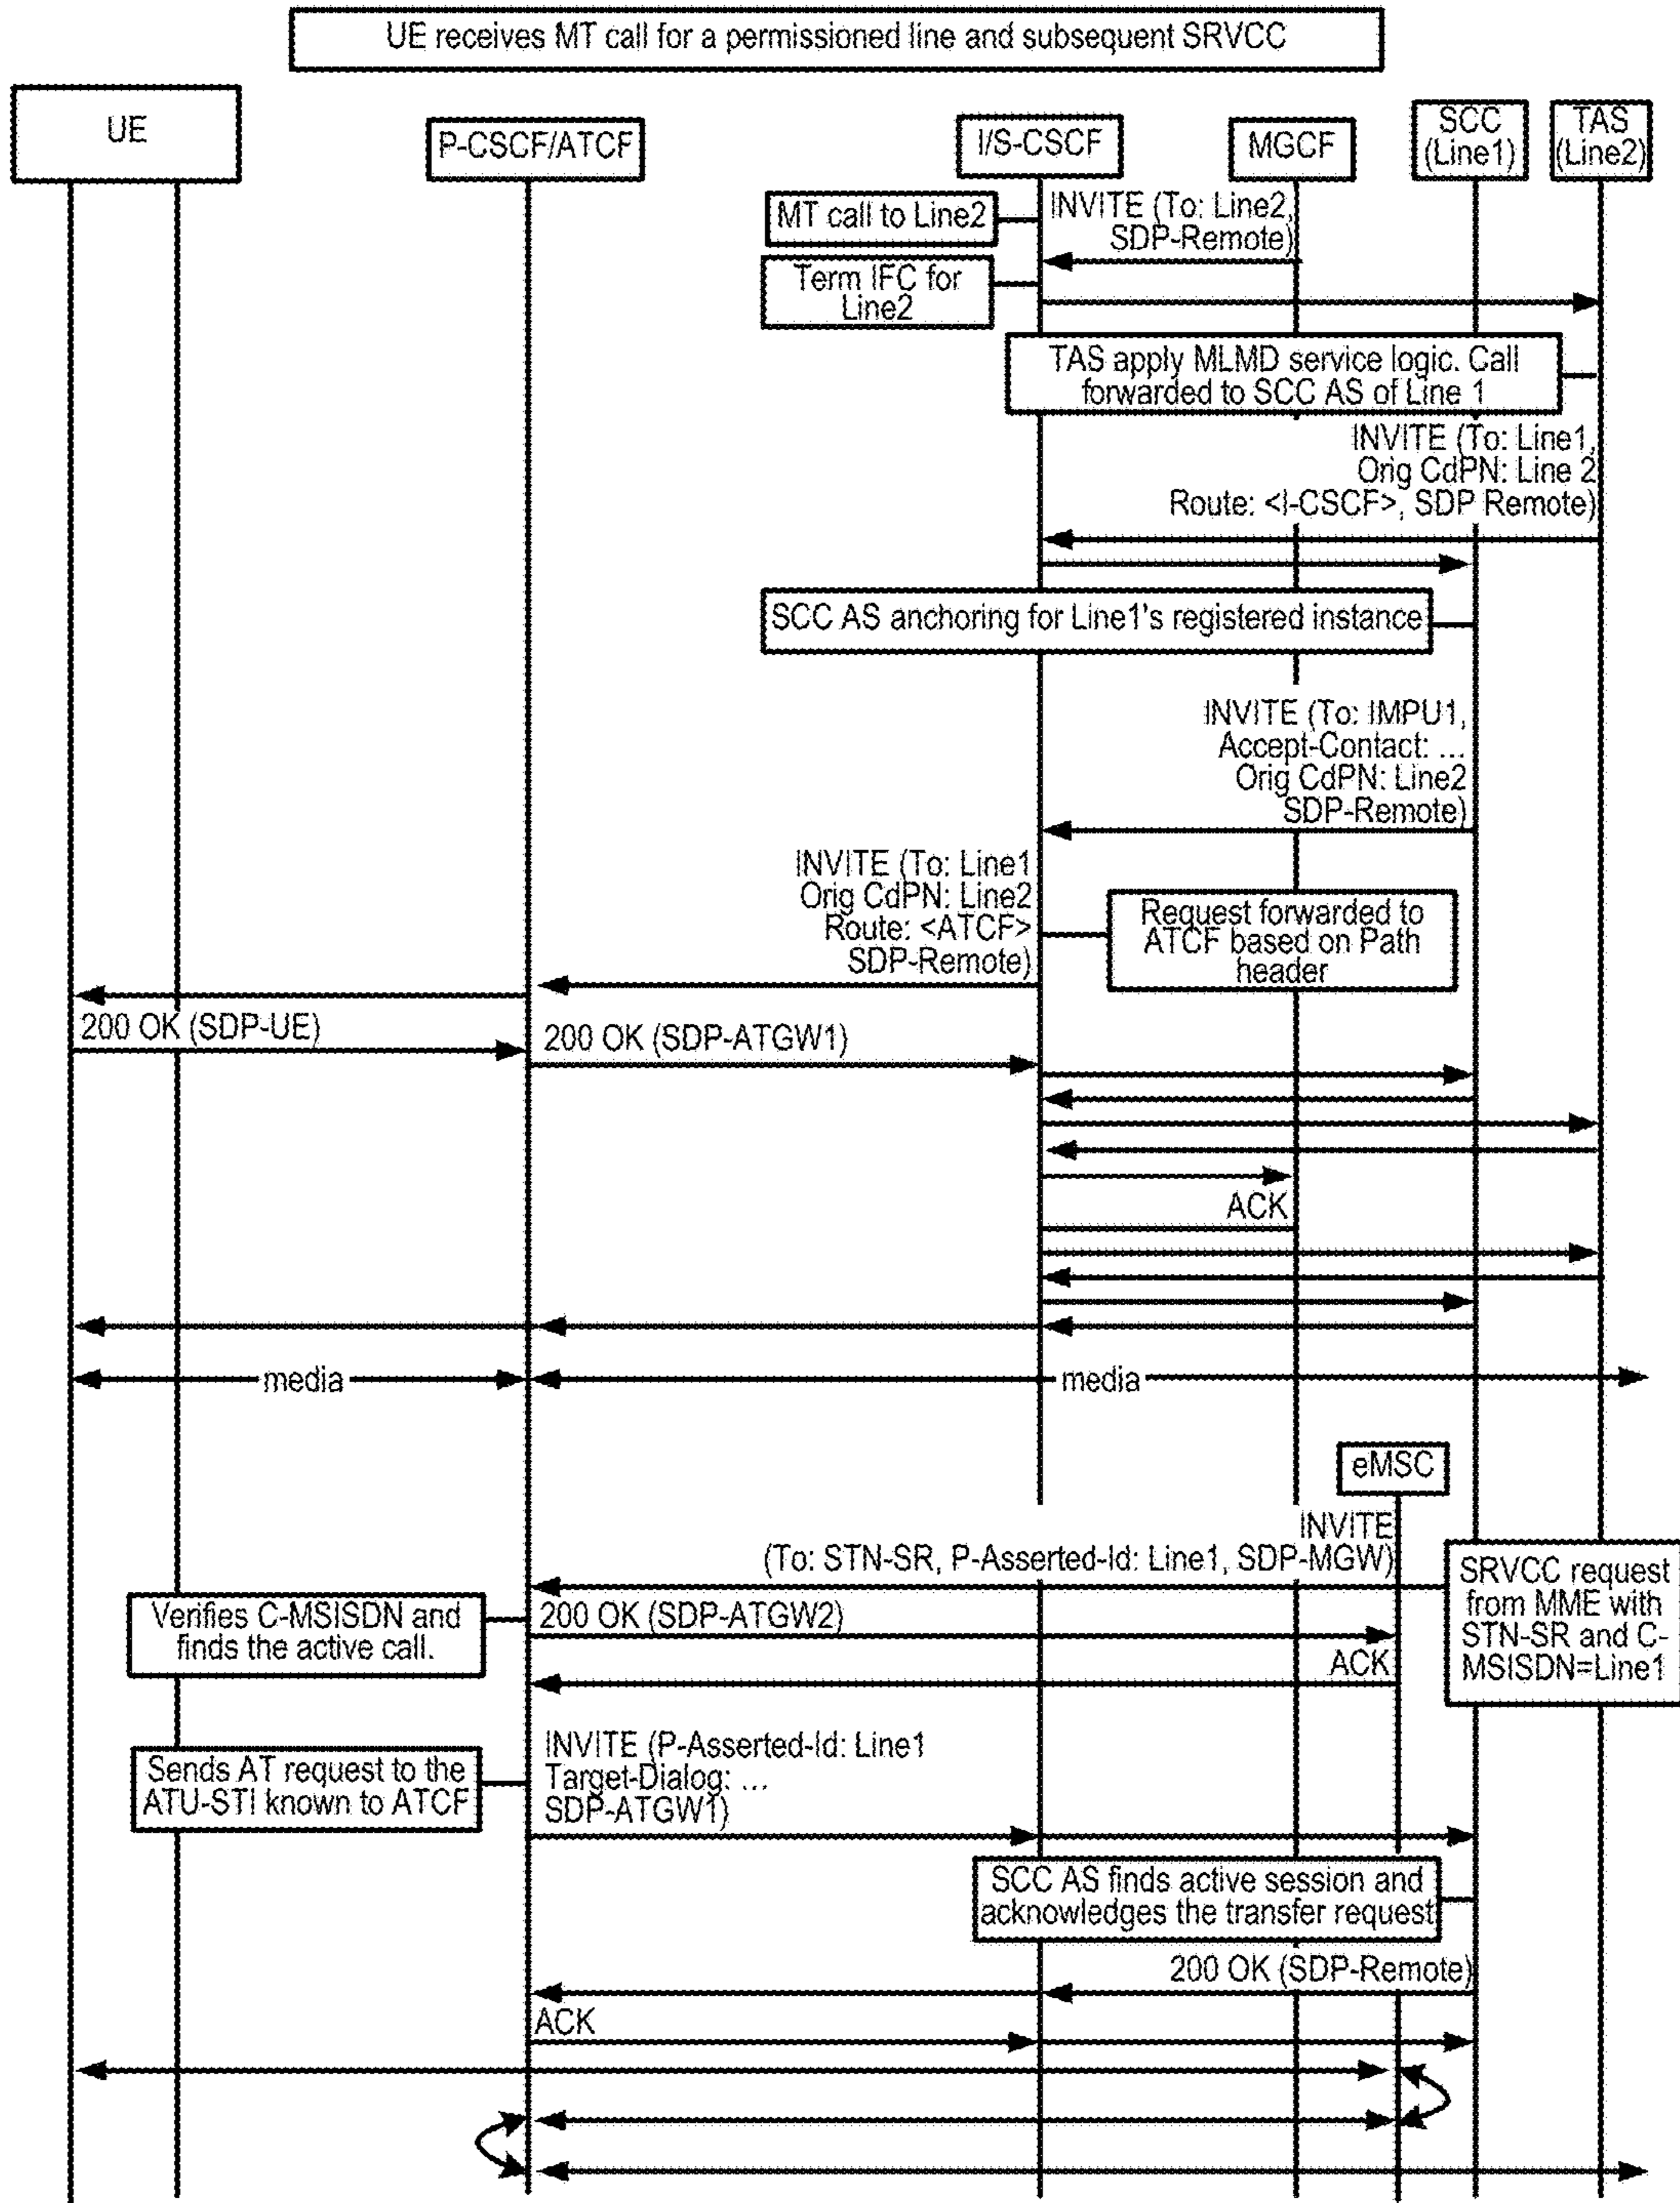 UE receives MT call for a permissioned line and subsequent SRVCC
UE
P-CSCF/ATCF
I/S-CSCF
MGCF
SCC
(Line1)
TAS
(Line2)
MT call to Line2
INVITE (To: Line2,
SDP-Remote)
Term IFC for
Line2
TAS apply MLMD service logic. Call
forwarded to SCC AS of Line 1
INVITE (To: Line1,
Orig CdPN: Line 2
Route: <I-CSCF>, SDP Remote)
SCC AS anchoring for Line1's registered instance
INVITE (To: IMPU1,
Accept-Contact: ...
Orig CdPN: Line2
SDP-Remote)
INVITE (To: Line1
Orig CdPN: Line2
Route: <ATCF>
SDP-Remote)
Request forwarded to
ATCF based on Path
header
200 OK (SDP-UE)
200 OK (SDP-ATGW1)
ACK
media
media
eMSC
INVITE
(To: STN-SR, P-Asserted-Id: Line1, SDP-MGW)
SRVCC request
from MME with
STN-SR and C-
MSISDN=Line1
Verifies C-MSISDN and
finds the active call.
200 OK (SDP-ATGW2)
ACK
Sends AT request to the
ATU-STI known to ATCF
INVITE (P-Asserted-Id: Line1
Target-Dialog: ...
SDP-ATGW1)
SCC AS finds active session and
acknowledges the transfer request
200 OK (SDP-Remote)
ACK